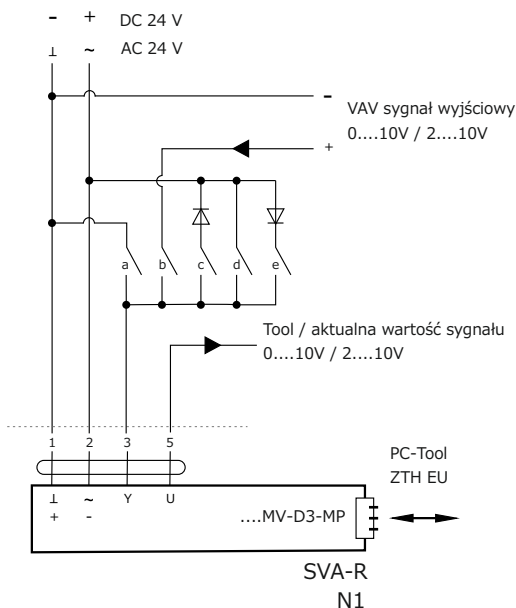 - + DC 24 V
⊥ ~ AC 24 V
-
VAV sygnał wyjściowy
0....10V / 2....10V
+
a b c d e
Tool / aktualna wartość sygnału
0....10V / 2....10V
1 2 3 5
PC-Tool
ZTH EU
⊥ ~ Y U
+ -
....MV-D3-MP
SVA-R
N1